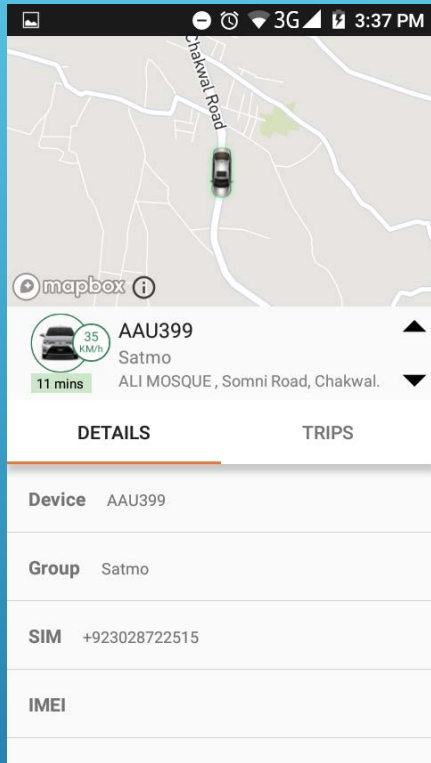 3G 3:37 PM
Chakwal Road
mapbox
35
KM/h
AAU399
Satmo
11 mins
ALI MOSQUE , Somni Road, Chakwal.
DETAILS TRIPS
Device AAU399
Group Satmo
SIM +923028722515
IMEI